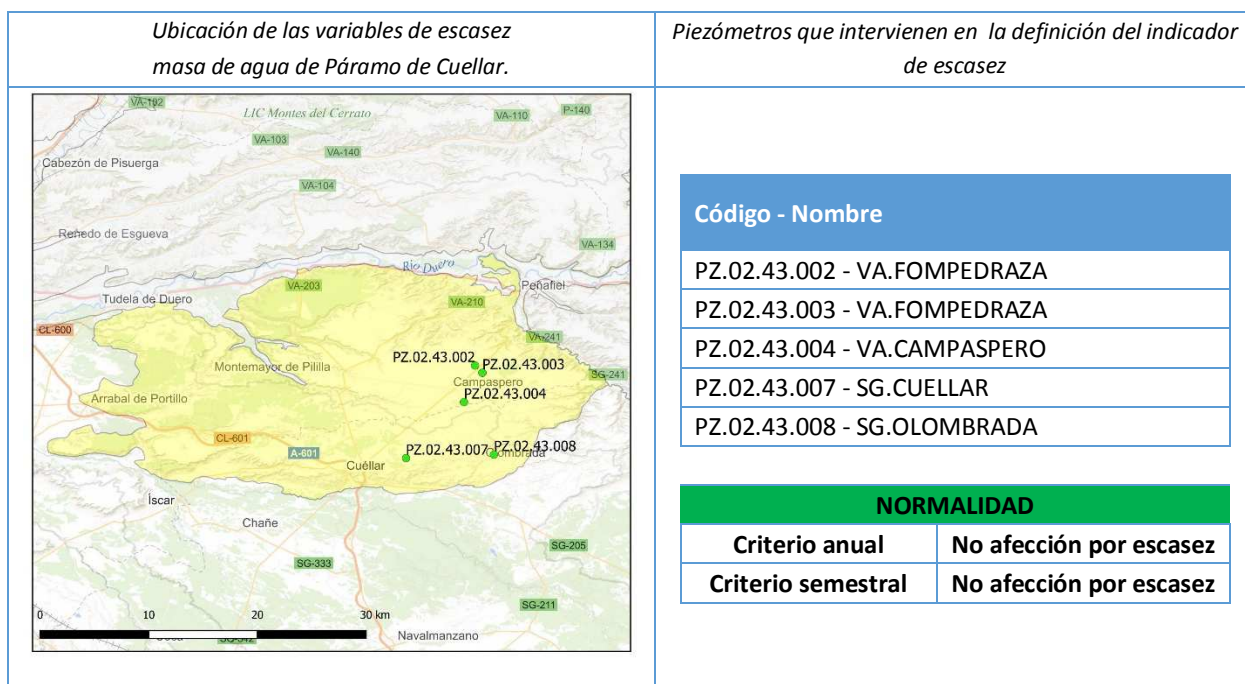 Ubicación de las variables de escasez
masa de agua de Páramo de Cuellar.
Piezómetros que intervienen en la definición del indicador
de escasez
VA-192
LIC Montes del Cerrato
P-140
VA-110
VA-103
VA-140
Cabezón de Pisuerga
VA-104
Renedo de Esgueva
VA-134
Río Duero
VA-203
Peñafiel
Tudela de Duero
VA-210
CL-600
VA-241
PZ.02.43.002
PZ.02.43.003
Montemayor de Pililla
Campaspero
SG-241
PZ.02.43.004
Arrabal de Portillo
CL-601
A-601
PZ.02.43.007
PZ.02.43.008
Olombrada
Cuéllar
Íscar
Chañe
SG-205
SG-333
SG-211
0 10 20 30 km
Navalmanzano
SG-342
Código - Nombre
PZ.02.43.002 - VA.FOMPEDRAZA
PZ.02.43.003 - VA.FOMPEDRAZA
PZ.02.43.004 - VA.CAMPASPERO
PZ.02.43.007 - SG.CUELLAR
PZ.02.43.008 - SG.OLOMBRADA
NORMALIDAD
Criterio anual No afección por escasez
Criterio semestral No afección por escasez